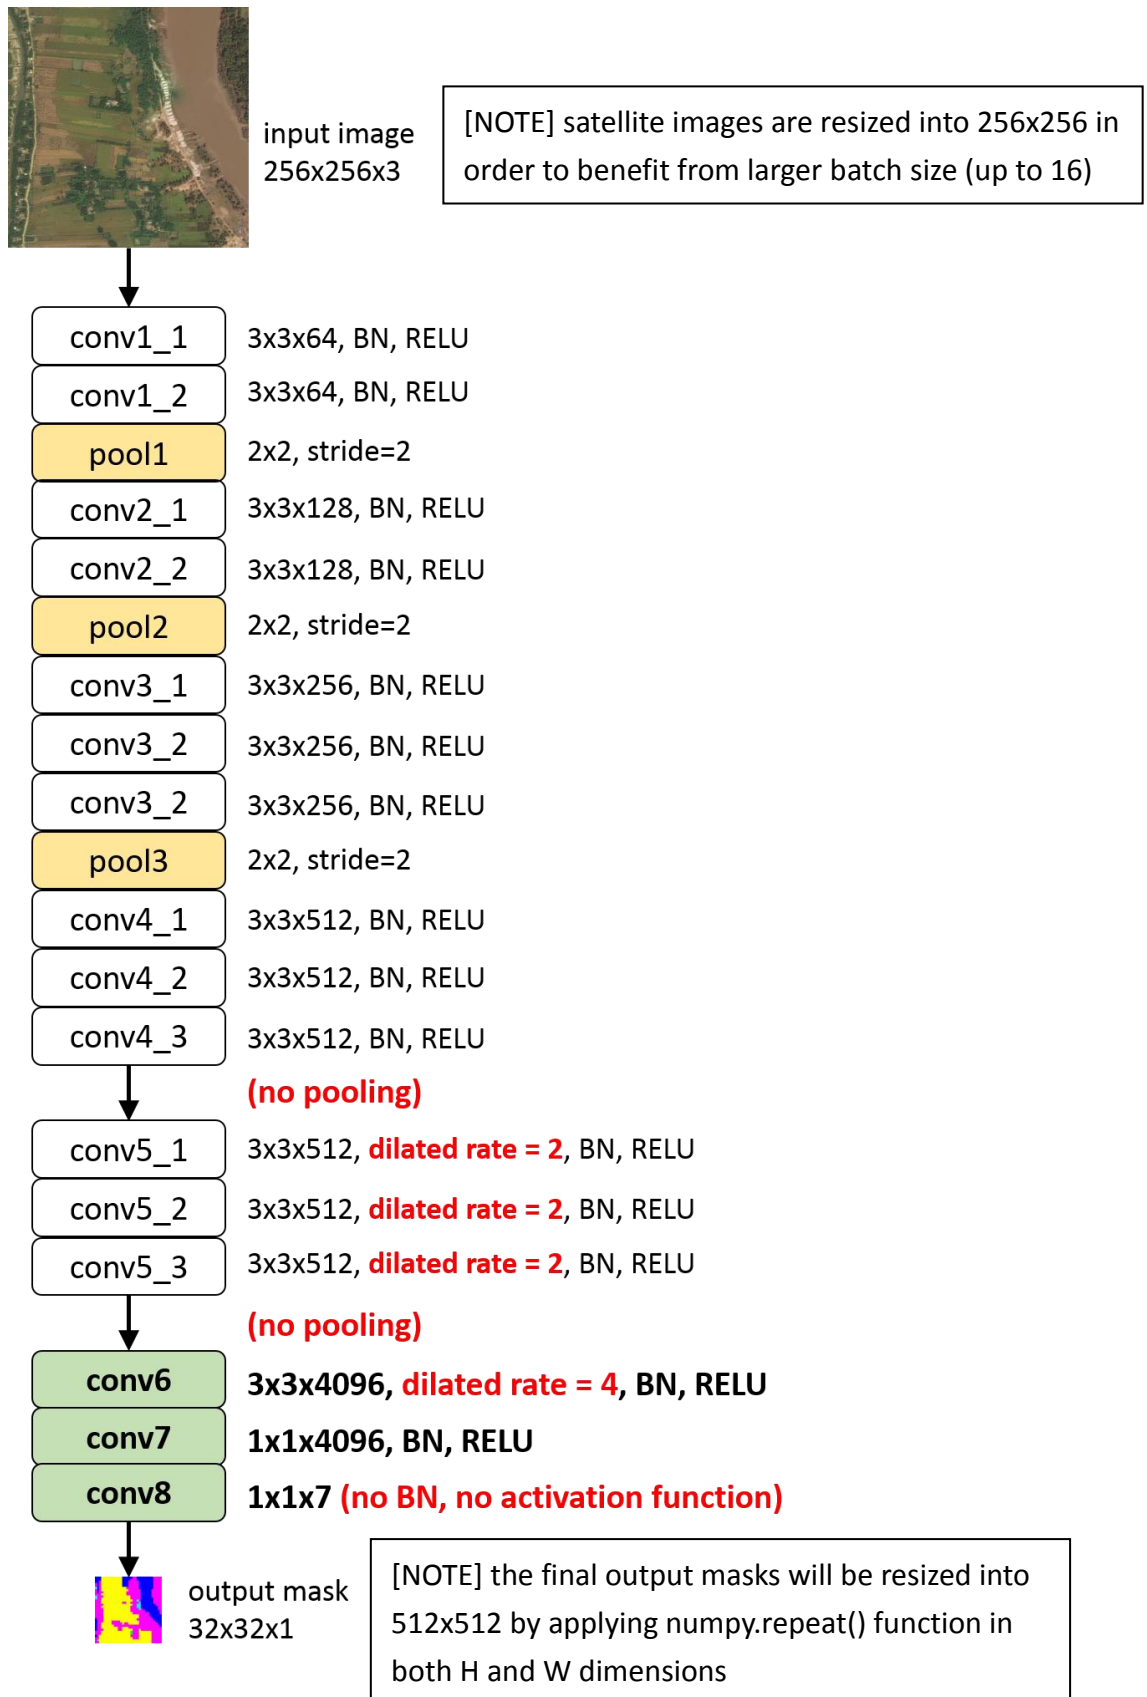 input image
256x256x3
[NOTE] satellite images are resized into 256x256 in
order to benefit from larger batch size (up to 16)
conv1_1 3x3x64, BN, RELU
conv1_2 3x3x64, BN, RELU
pool1 2x2, stride=2
conv2_1 3x3x128, BN, RELU
conv2_2 3x3x128, BN, RELU
pool2 2x2, stride=2
conv3_1 3x3x256, BN, RELU
conv3_2 3x3x256, BN, RELU
conv3_2 3x3x256, BN, RELU
pool3 2x2, stride=2
conv4_1 3x3x512, BN, RELU
conv4_2 3x3x512, BN, RELU
conv4_3 3x3x512, BN, RELU
(no pooling)
conv5_1 3x3x512, dilated rate = 2, BN, RELU
conv5_2 3x3x512, dilated rate = 2, BN, RELU
conv5_3 3x3x512, dilated rate = 2, BN, RELU
(no pooling)
conv6 3x3x4096, dilated rate = 4, BN, RELU
conv7 1x1x4096, BN, RELU
conv8 1x1x7 (no BN, no activation function)
output mask
32x32x1
[NOTE] the final output masks will be resized into
512x512 by applying numpy.repeat() function in
both H and W dimensions